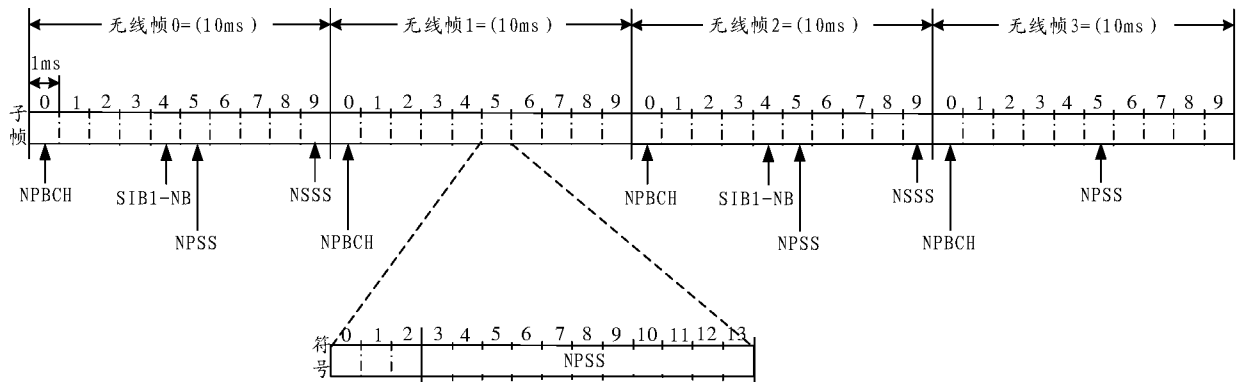 无线帧0=(10ms) 无线帧1=(10ms) 无线帧2=(10ms) 无线帧3=(10ms)
1ms
0 1 2 3 4 5 6 7 8 9 0 1 2 3 4 5 6 7 8 9 0 1 2 3 4 5 6 7 8 9 0 1 2 3 4 5 6 7 8 9
子帧
NPBCH SIB1-NB NSSS NPBCH SIB1-NB NSSS NPSS
NPSS NPBCH NPSS NPBCH
0 1 2 3 4 5 6 7 8 9 10 11 12 13
符号
NPSS